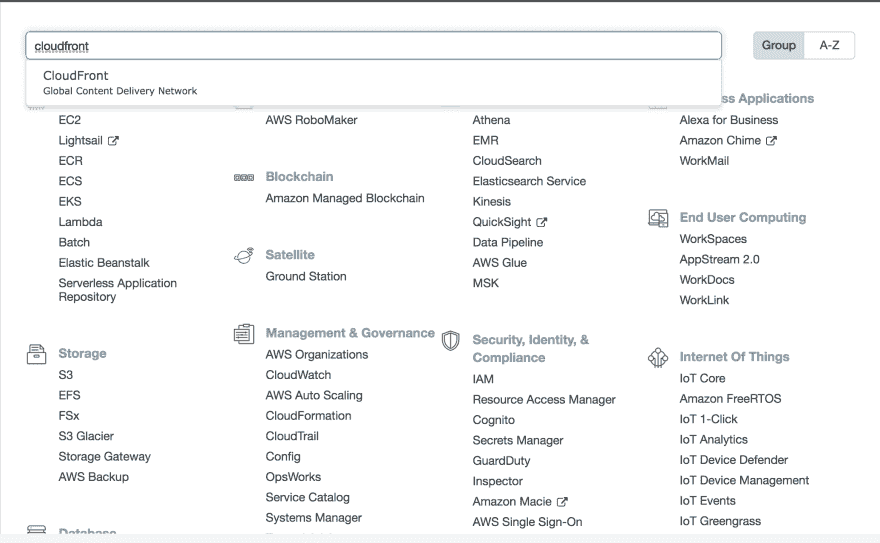 cloudfront
Group
A-Z
CloudFront
Global Content Delivery Network
EC2
Lightsail
ECR
ECS
EKS
Lambda
Batch
Elastic Beanstalk
Serverless Application
Repository
Storage
S3
EFS
FSx
S3 Glacier
Storage Gateway
AWS Backup
Database
AWS RoboMaker
Blockchain
Amazon Managed Blockchain
Satellite
Ground Station
Management & Governance
AWS Organizations
CloudWatch
AWS Auto Scaling
CloudFormation
CloudTrail
Config
OpsWorks
Service Catalog
Systems Manager
Athena
EMR
CloudSearch
Elasticsearch Service
Kinesis
QuickSight
Data Pipeline
AWS Glue
MSK
Security, Identity, &
Compliance
IAM
Resource Access Manager
Cognito
Secrets Manager
GuardDuty
Inspector
Amazon Macie
AWS Single Sign-On
ss Applications
Alexa for Business
Amazon Chime
WorkMail
End User Computing
WorkSpaces
AppStream 2.0
WorkDocs
WorkLink
Internet Of Things
IoT Core
Amazon FreeRTOS
IoT 1-Click
IoT Analytics
IoT Device Defender
IoT Device Management
IoT Events
IoT Greengrass